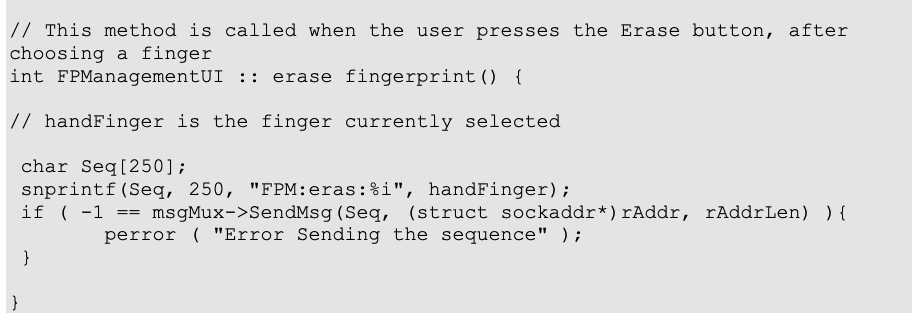 // This method is called when the user presses the Erase button, after
choosing a finger
int FPManagementUI :: erase fingerprint() {
// handFinger is the finger currently selected
char Seq[250];
snprintf(Seq, 250, "FPM:eras:%i", handFinger);
if ( -1 == msgMux->SendMsg(Seq, (struct sockaddr*)rAddr, rAddrLen) ){
perror ( "Error Sending the sequence" );
}
}